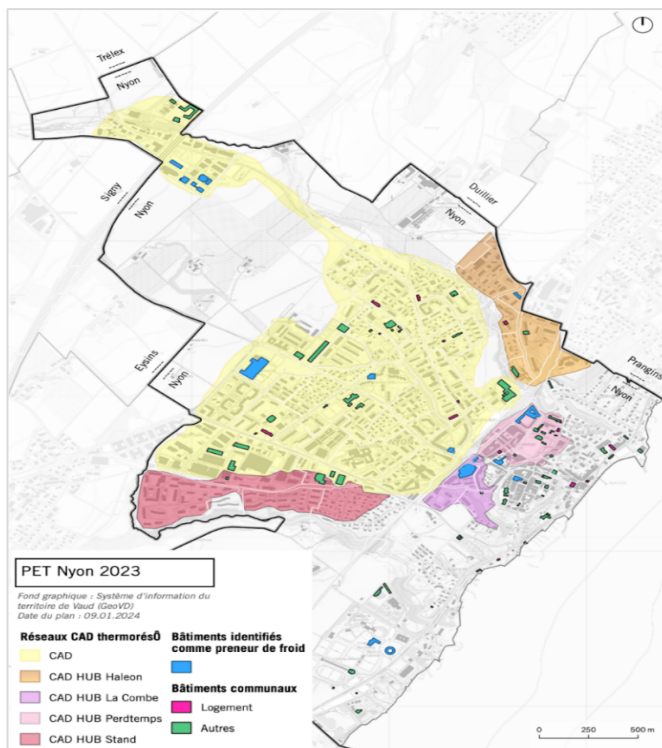 Trélex
Nyon
Signy
Nyon
Duillier
Nyon
Eysins
Nyon
Prangins
Nyon
PET Nyon 2023
Fond graphique : Système d'information du
territoire de Vaud (GeoVD)
Date du plan : 09.01.2024
Réseaux CAD thermorésÔ
CAD
CAD HUB Haleon
CAD HUB La Combe
CAD HUB Perdtemps
CAD HUB Stand
Bâtiments identifiés
comme preneur de froid
Bâtiments communaux
Logement
Autres
0 250 500 m